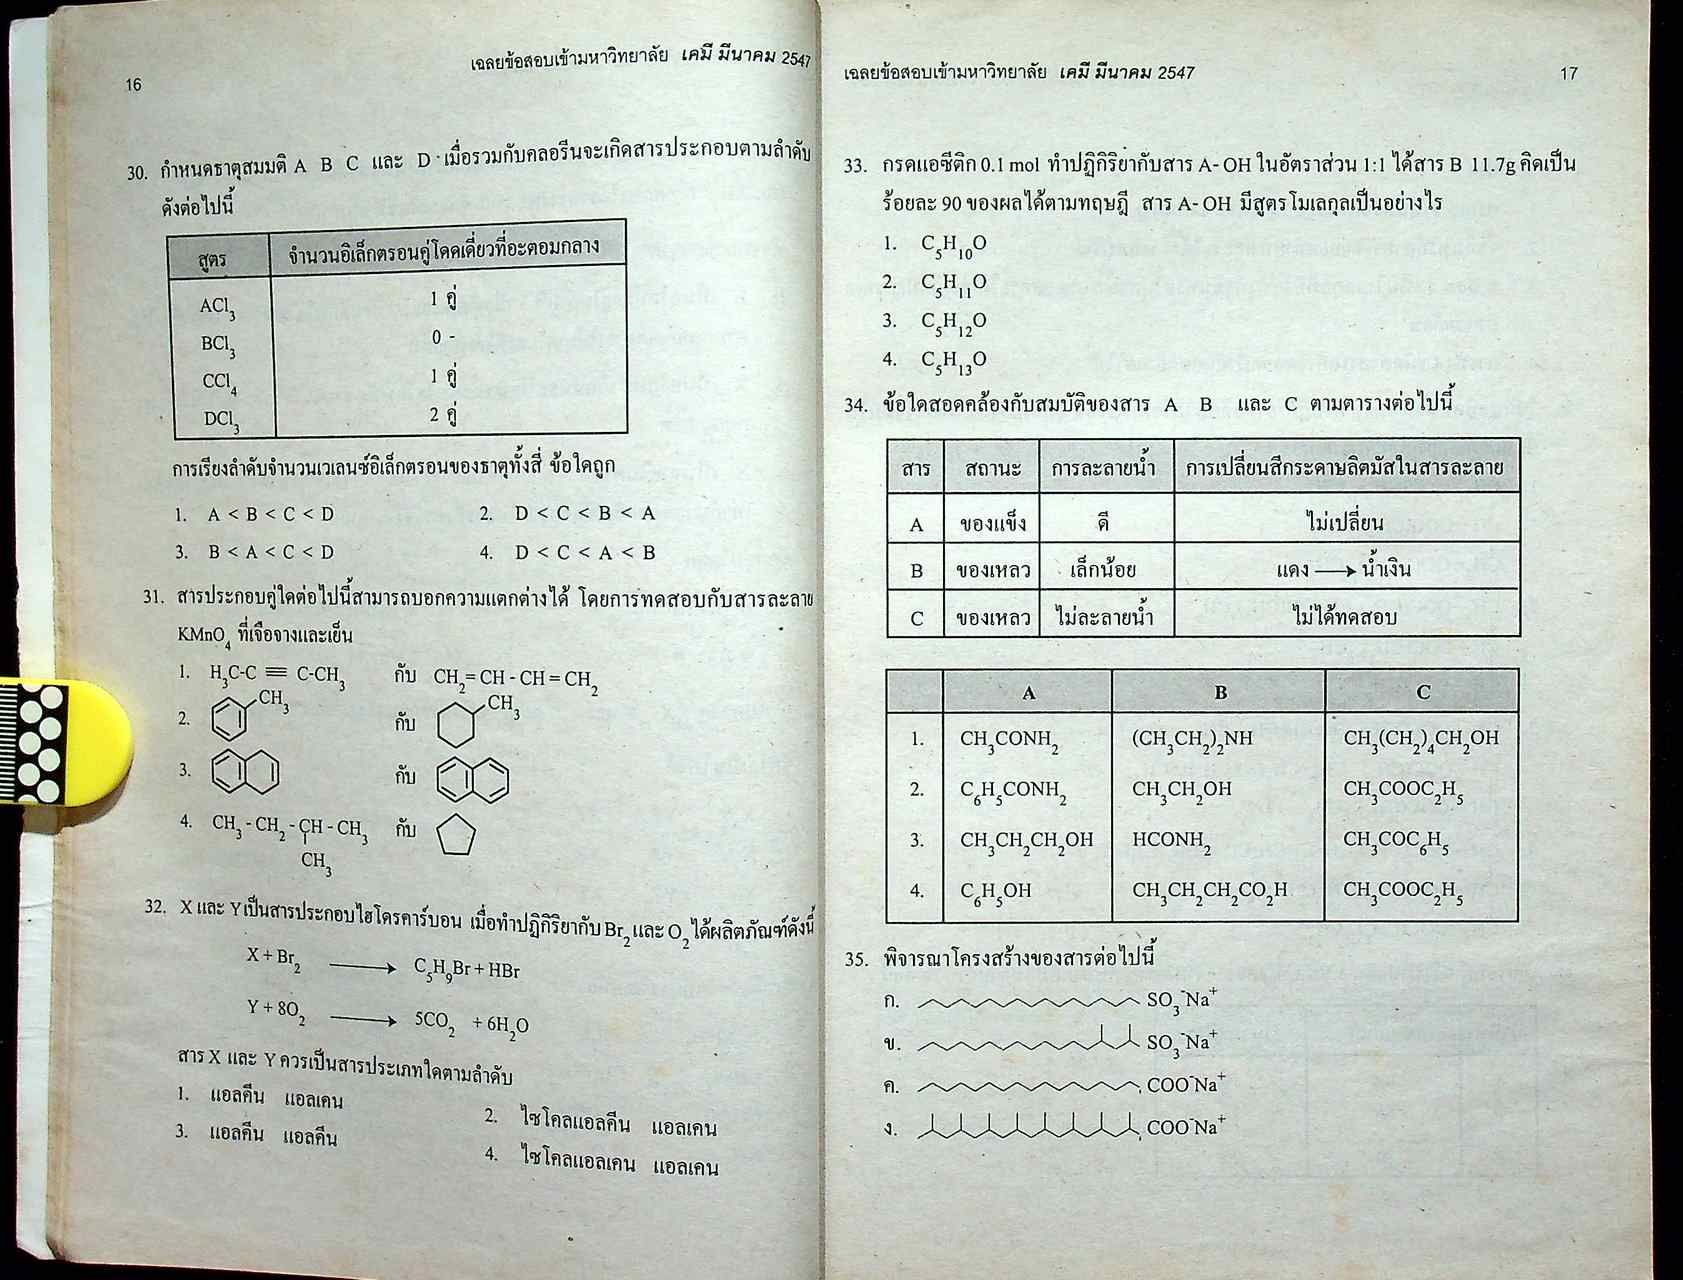 16
เฉลยข้อสอบเข้ามหาวิทยาลัย เคมี มีนาคม 2547
30. กำหนดธาตุสมมติ A B C และ D เมื่อรวมกับคลอรีนจะเกิดสารประกอบตามลำดับ
ดังต่อไปนี้
สูตร จำนวนอิเล็กตรอนคู่โดดเดี่ยวที่อะตอมกลาง
ACl3 1 คู่
BCl3 0 -
CCl4 1 คู่
DCl3 2 คู่
การเรียงลำดับจำนวนเวเลนซ์อิเล็กตรอนของธาตุทั้งสี่ ข้อใดถูก
1. A < B < C < D 2. D < C < B < A
3. B < A < C < D 4. D < C < A < B
31. สารประกอบคู่ใดต่อไปนี้สามารถบอกความแตกต่างได้ โดยการทดสอบกับสารละลาย
KMnO4 ที่เจือจางและเย็น
1. H3C-C ≡ C-CH3 กับ CH2 = CH - CH = CH2
2. CH3 กับ CH3
3. กับ
4. CH3 - CH2 - CH - CH3 กับ
CH3
32. X และ Y เป็นสารประกอบไฮโดรคาร์บอน เมื่อทำปฏิกิริยากับ Br2 และ O2 ได้ผลิตภัณฑ์ดังนี้
X + Br2 → C5H9Br + HBr
Y + 8O2 → 5CO2 + 6H2O
สาร X และ Y ควรเป็นสารประเภทใดตามลำดับ
1. แอลคีน แอลเคน 2. ไซโคลแอลคีน แอลเคน
3. แอลคีน แอลคีน 4. ไซโคลแอลเคน แอลเคน
เฉลยข้อสอบเข้ามหาวิทยาลัย เคมี มีนาคม 2547 17
33. กรดแอซีติก 0.1 mol ทำปฏิกิริยากับสาร A- OH ในอัตราส่วน 1:1 ได้สาร B 11.7g คิดเป็น
ร้อยละ 90 ของผลได้ตามทฤษฎี สาร A- OH มีสูตรโมเลกุลเป็นอย่างไร
1. C5H10O
2. C5H11O
3. C5H12O
4. C5H13O
34. ข้อใดสอดคล้องกับสมบัติของสาร A B และ C ตามตารางต่อไปนี้
สาร สถานะ การละลายน้ำ การเปลี่ยนสีกระดาษลิตมัสในสารละลาย
A ของแข็ง ดี ไม่เปลี่ยน
B ของเหลว เล็กน้อย แดง → น้ำเงิน
C ของเหลว ไม่ละลายน้ำ ไม่ได้ทดสอบ
A B C
1. CH3CONH2 (CH3CH2)2NH CH3(CH2)4CH2OH
2. C6H5CONH2 CH3CH2OH CH3COOC2H5
3. CH3CH2CH2OH HCONH2 CH3COC6H5
4. C6H5OH CH3CH2CH2CO2H CH3COOC2H5
35. พิจารณาโครงสร้างของสารต่อไปนี้
ก. SO3-Na+
ข. SO3-Na+
ค. COO-Na+
ง. COO-Na+